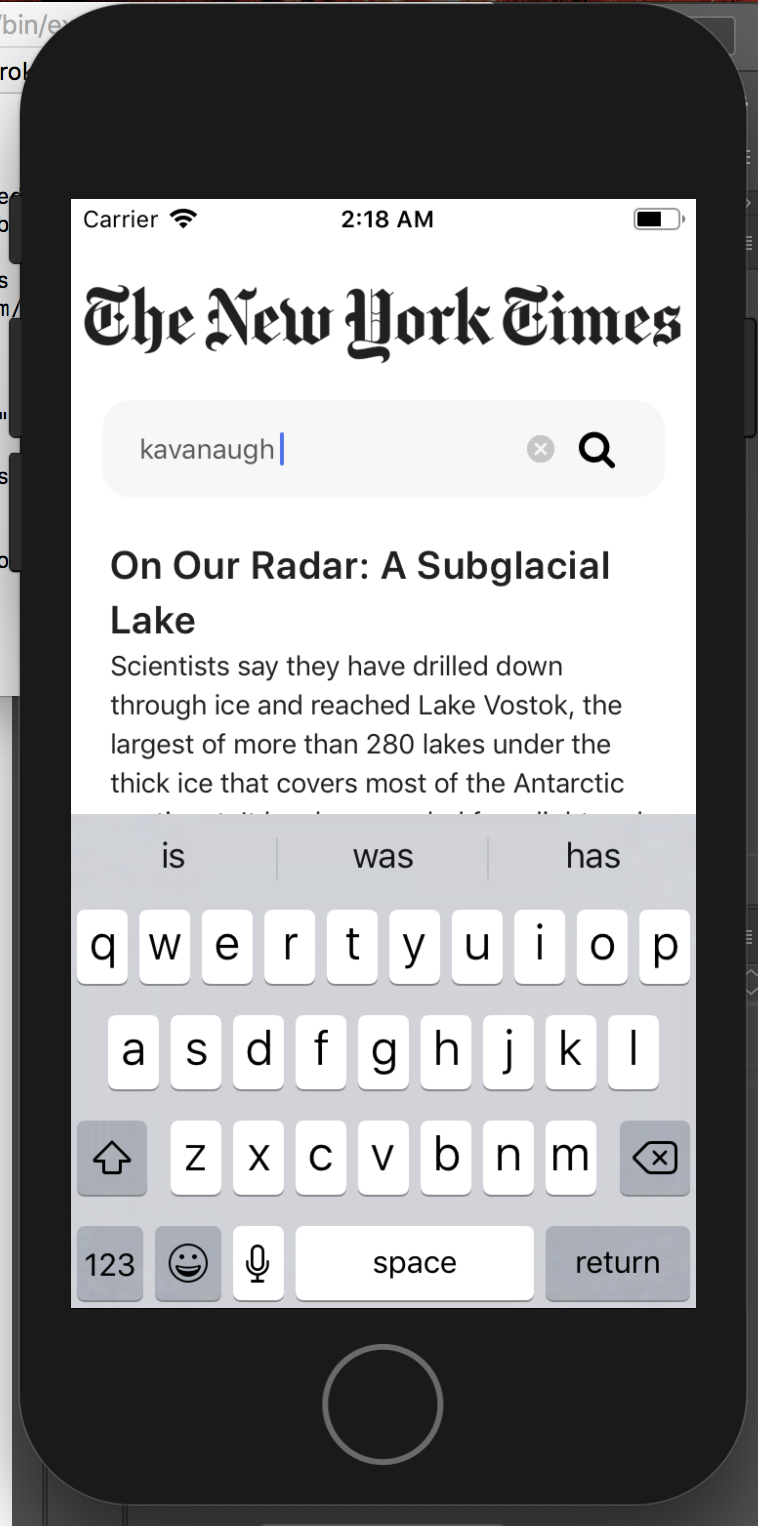 /bin/e
Carrier 2:18 AM
The New York Times
kavanaugh
On Our Radar: A Subglacial
Lake
Scientists say they have drilled down
through ice and reached Lake Vostok, the
largest of more than 280 lakes under the
thick ice that covers most of the Antarctic
is was has
q w e r t y u i o p
a s d f g h j k l
z x c v b n m
123 space return